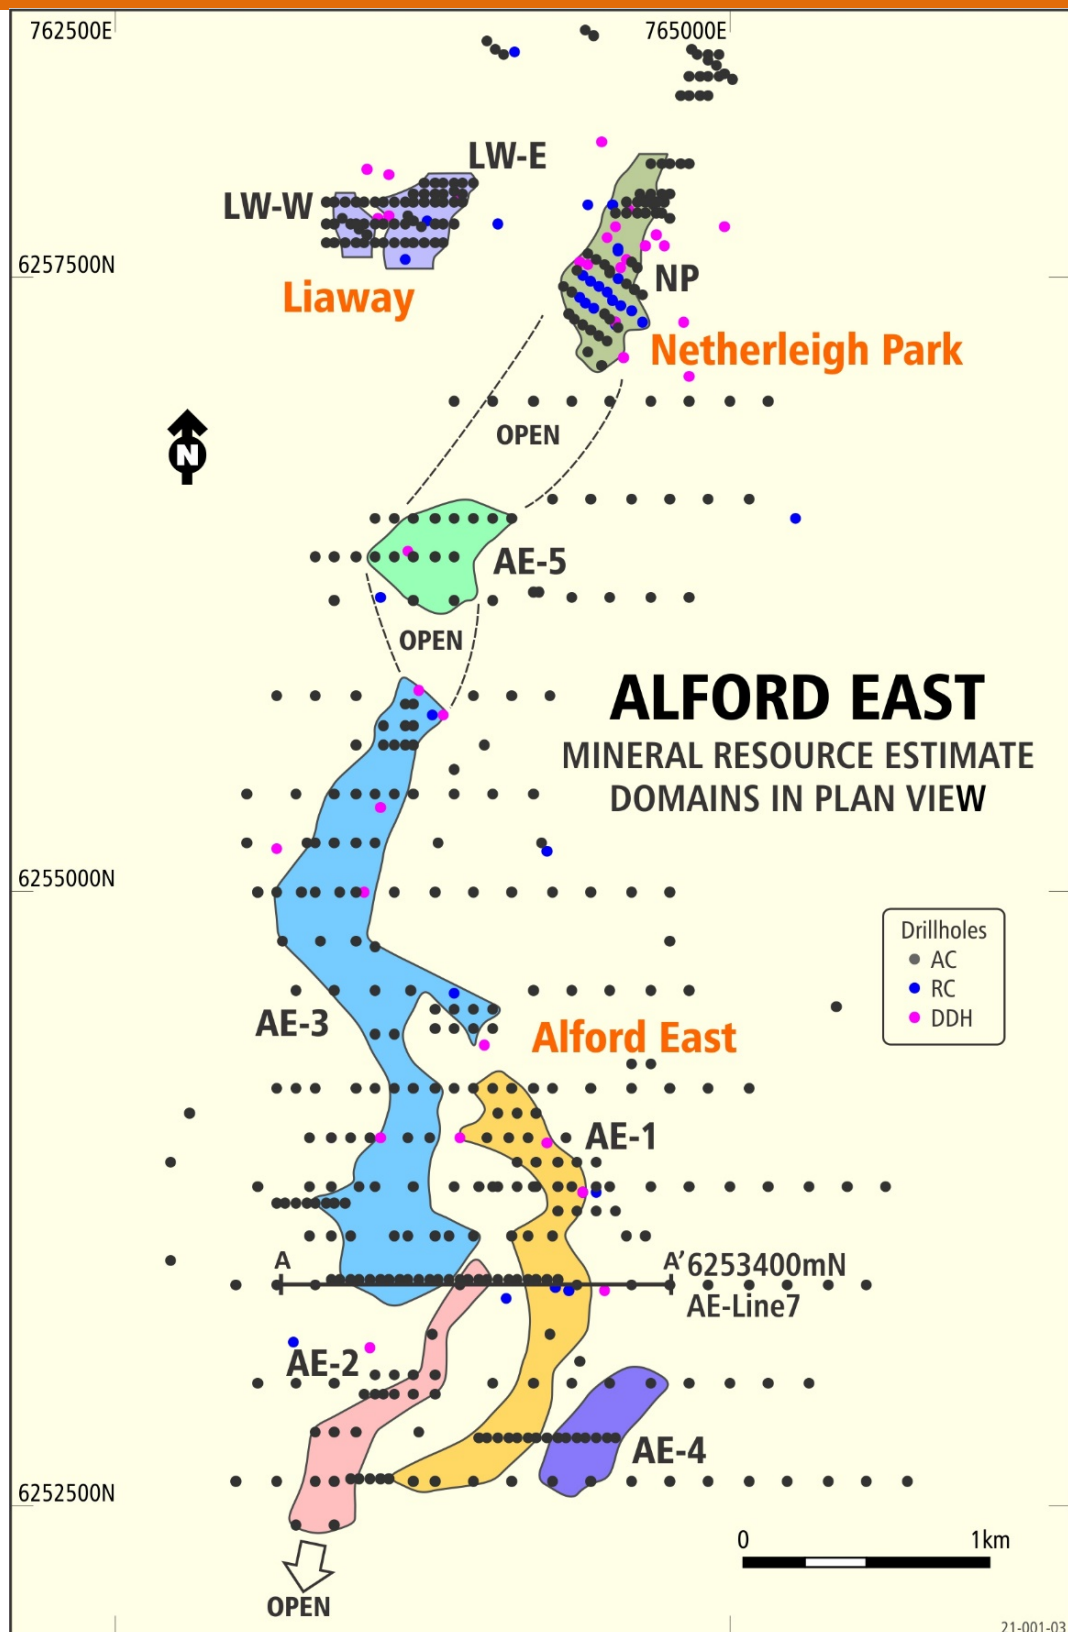 762500E
765000E
LW-E
LW-W
6257500N
NP
Liaway
Netherleigh Park
OPEN
N
AE-5
OPEN
ALFORD EAST
MINERAL RESOURCE ESTIMATE
DOMAINS IN PLAN VIEW
6255000N
Drillholes
AC
RC
DDH
AE-3
Alford East
AE-1
A
A' 6253400mN
AE-Line7
AE-2
AE-4
6252500N
0
1km
OPEN
21-001-03